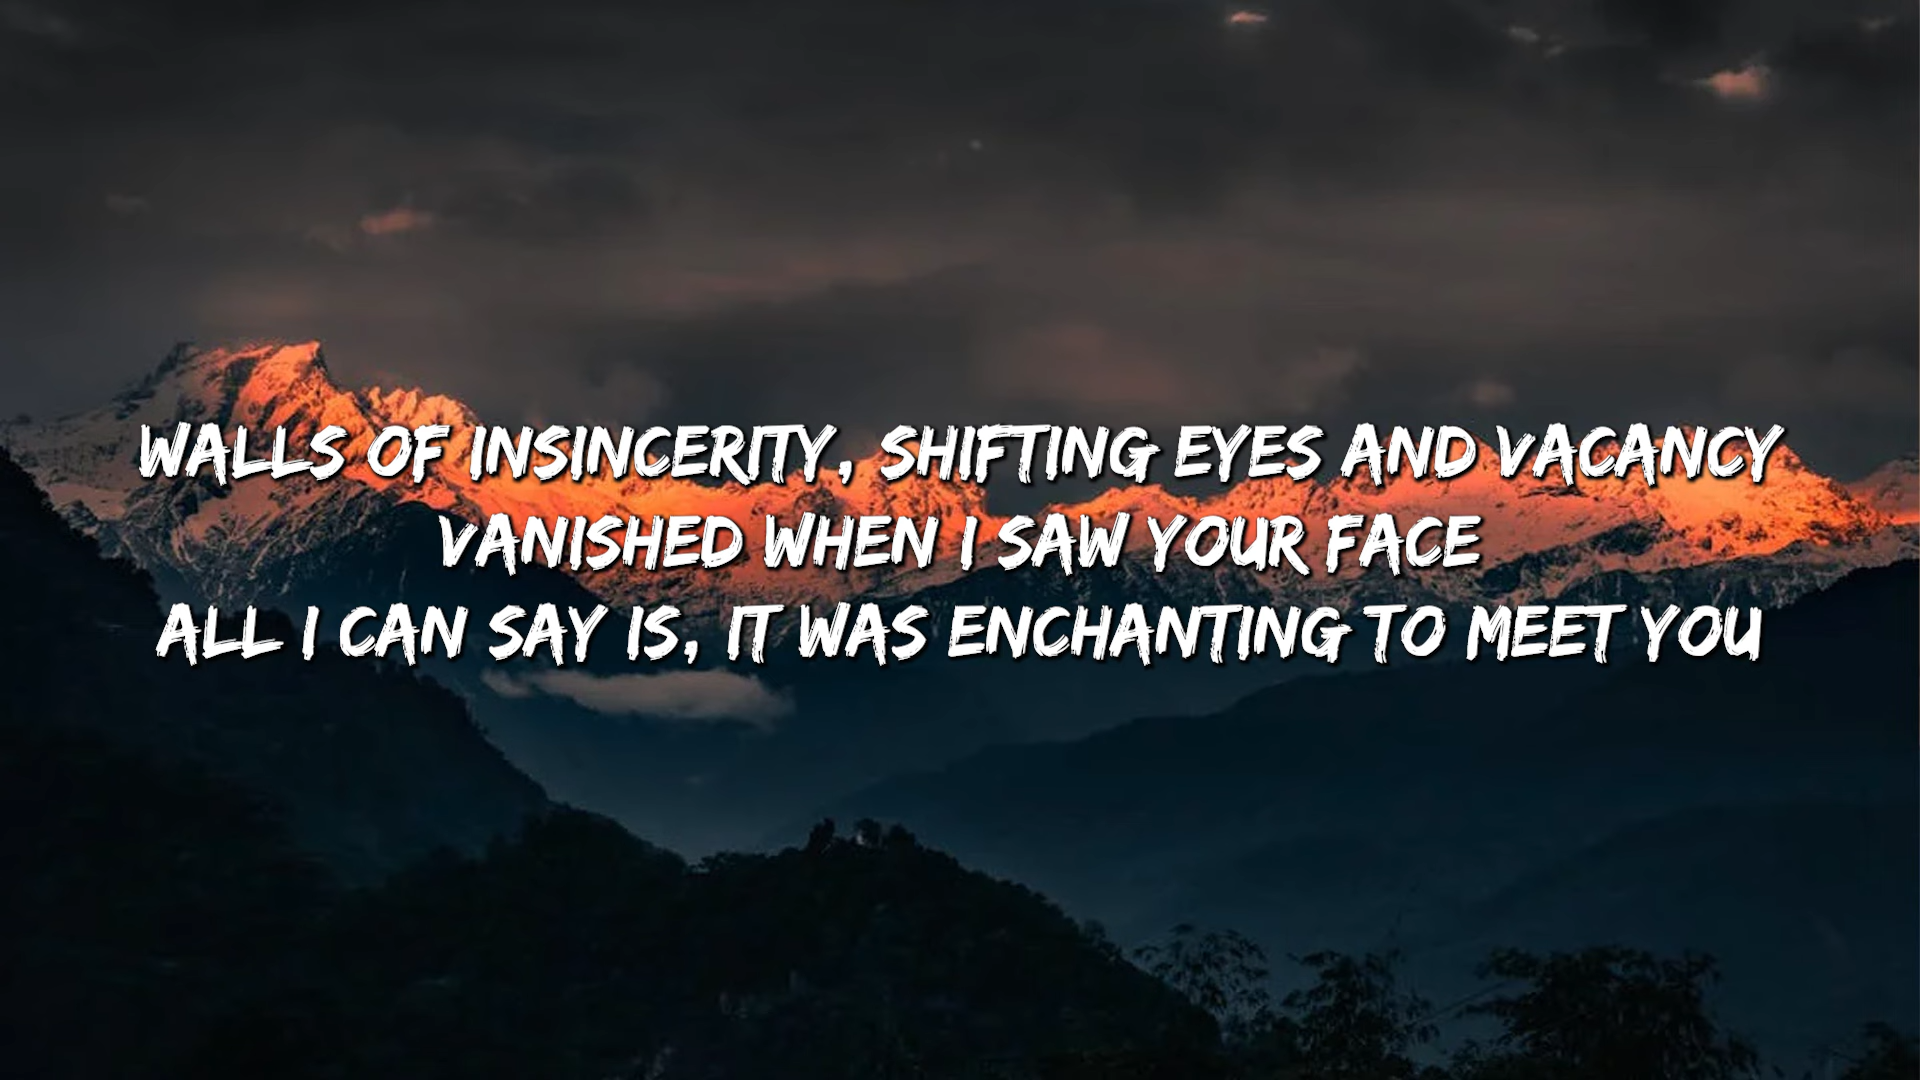 WALLS OF INSINCERITY, SHIFTING EYES AND VACANCY
VANISHED WHEN I SAW YOUR FACE
ALL I CAN SAY IS, IT WAS ENCHANTING TO MEET YOU